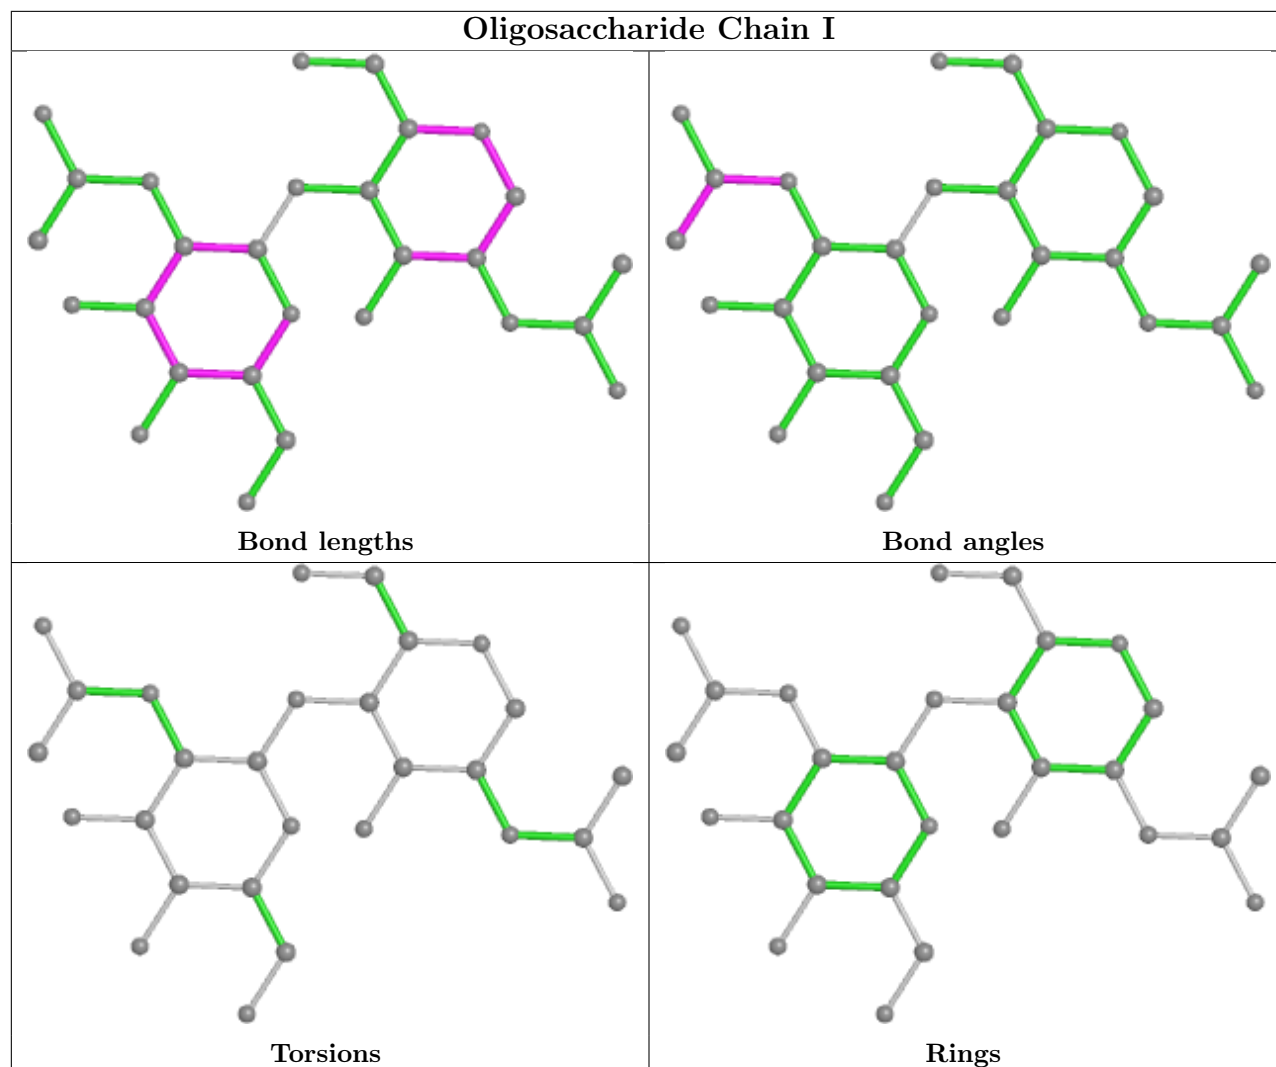 Oligosaccharide Chain I
Bond lengths
Bond angles
Torsions
Rings